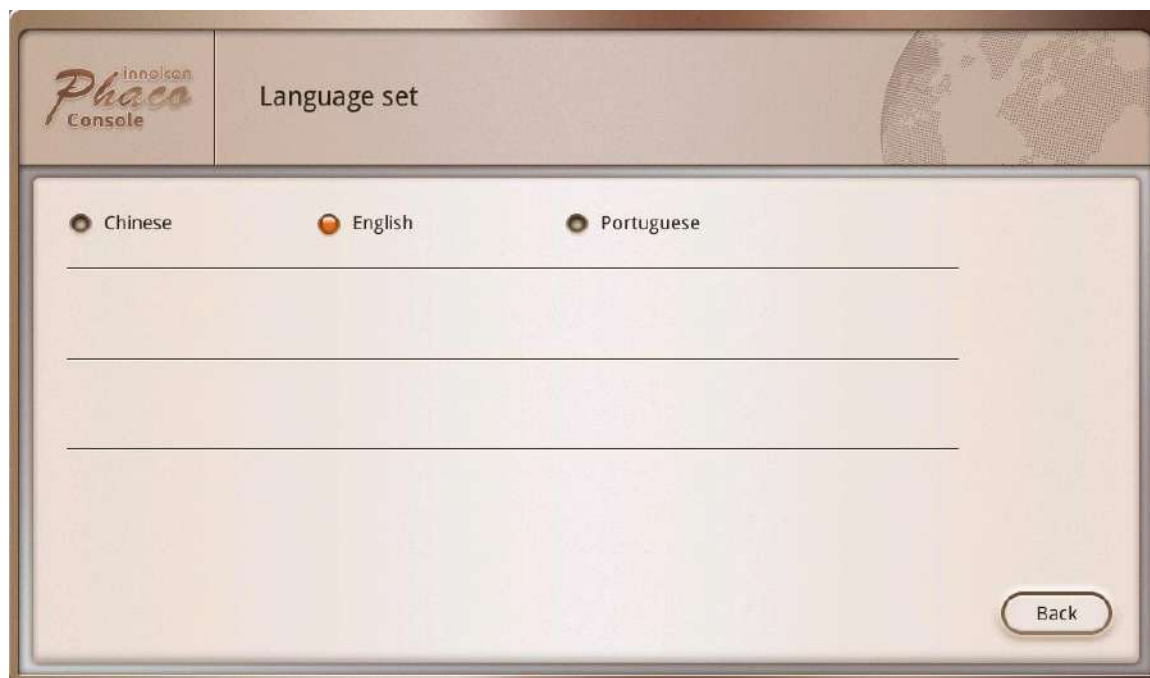 innolcon
Phaco
Console
Language set
Chinese
English
Portuguese
Back